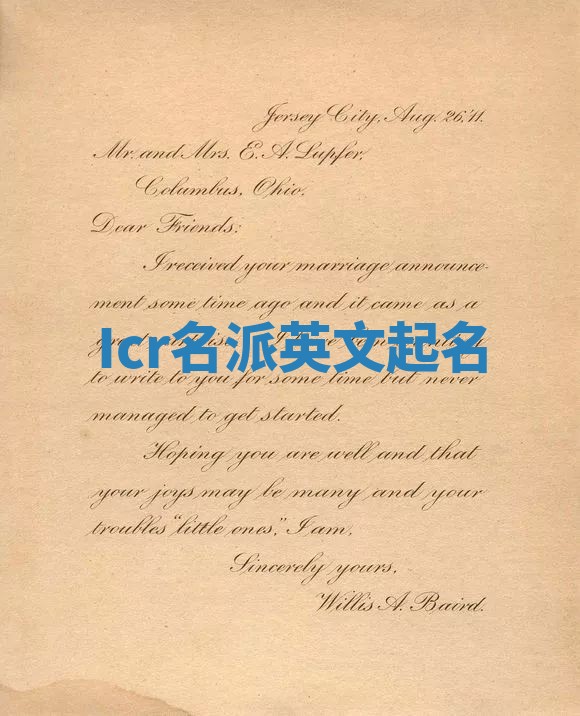 Jersey City, Aug. 26, '11.
Mr. and Mrs. E. A. Lupfer,
Columbus, Ohio.
Dear Friends:
I received your marriage announce-
ment some time ago and it came as a
great
Icr名派英文起名
to write to you for some time but never
managed to get started.
Hoping you are well and that
your joys may be many and your
troubles "little ones," I am,
Sincerely yours,
Willis A. Baird.